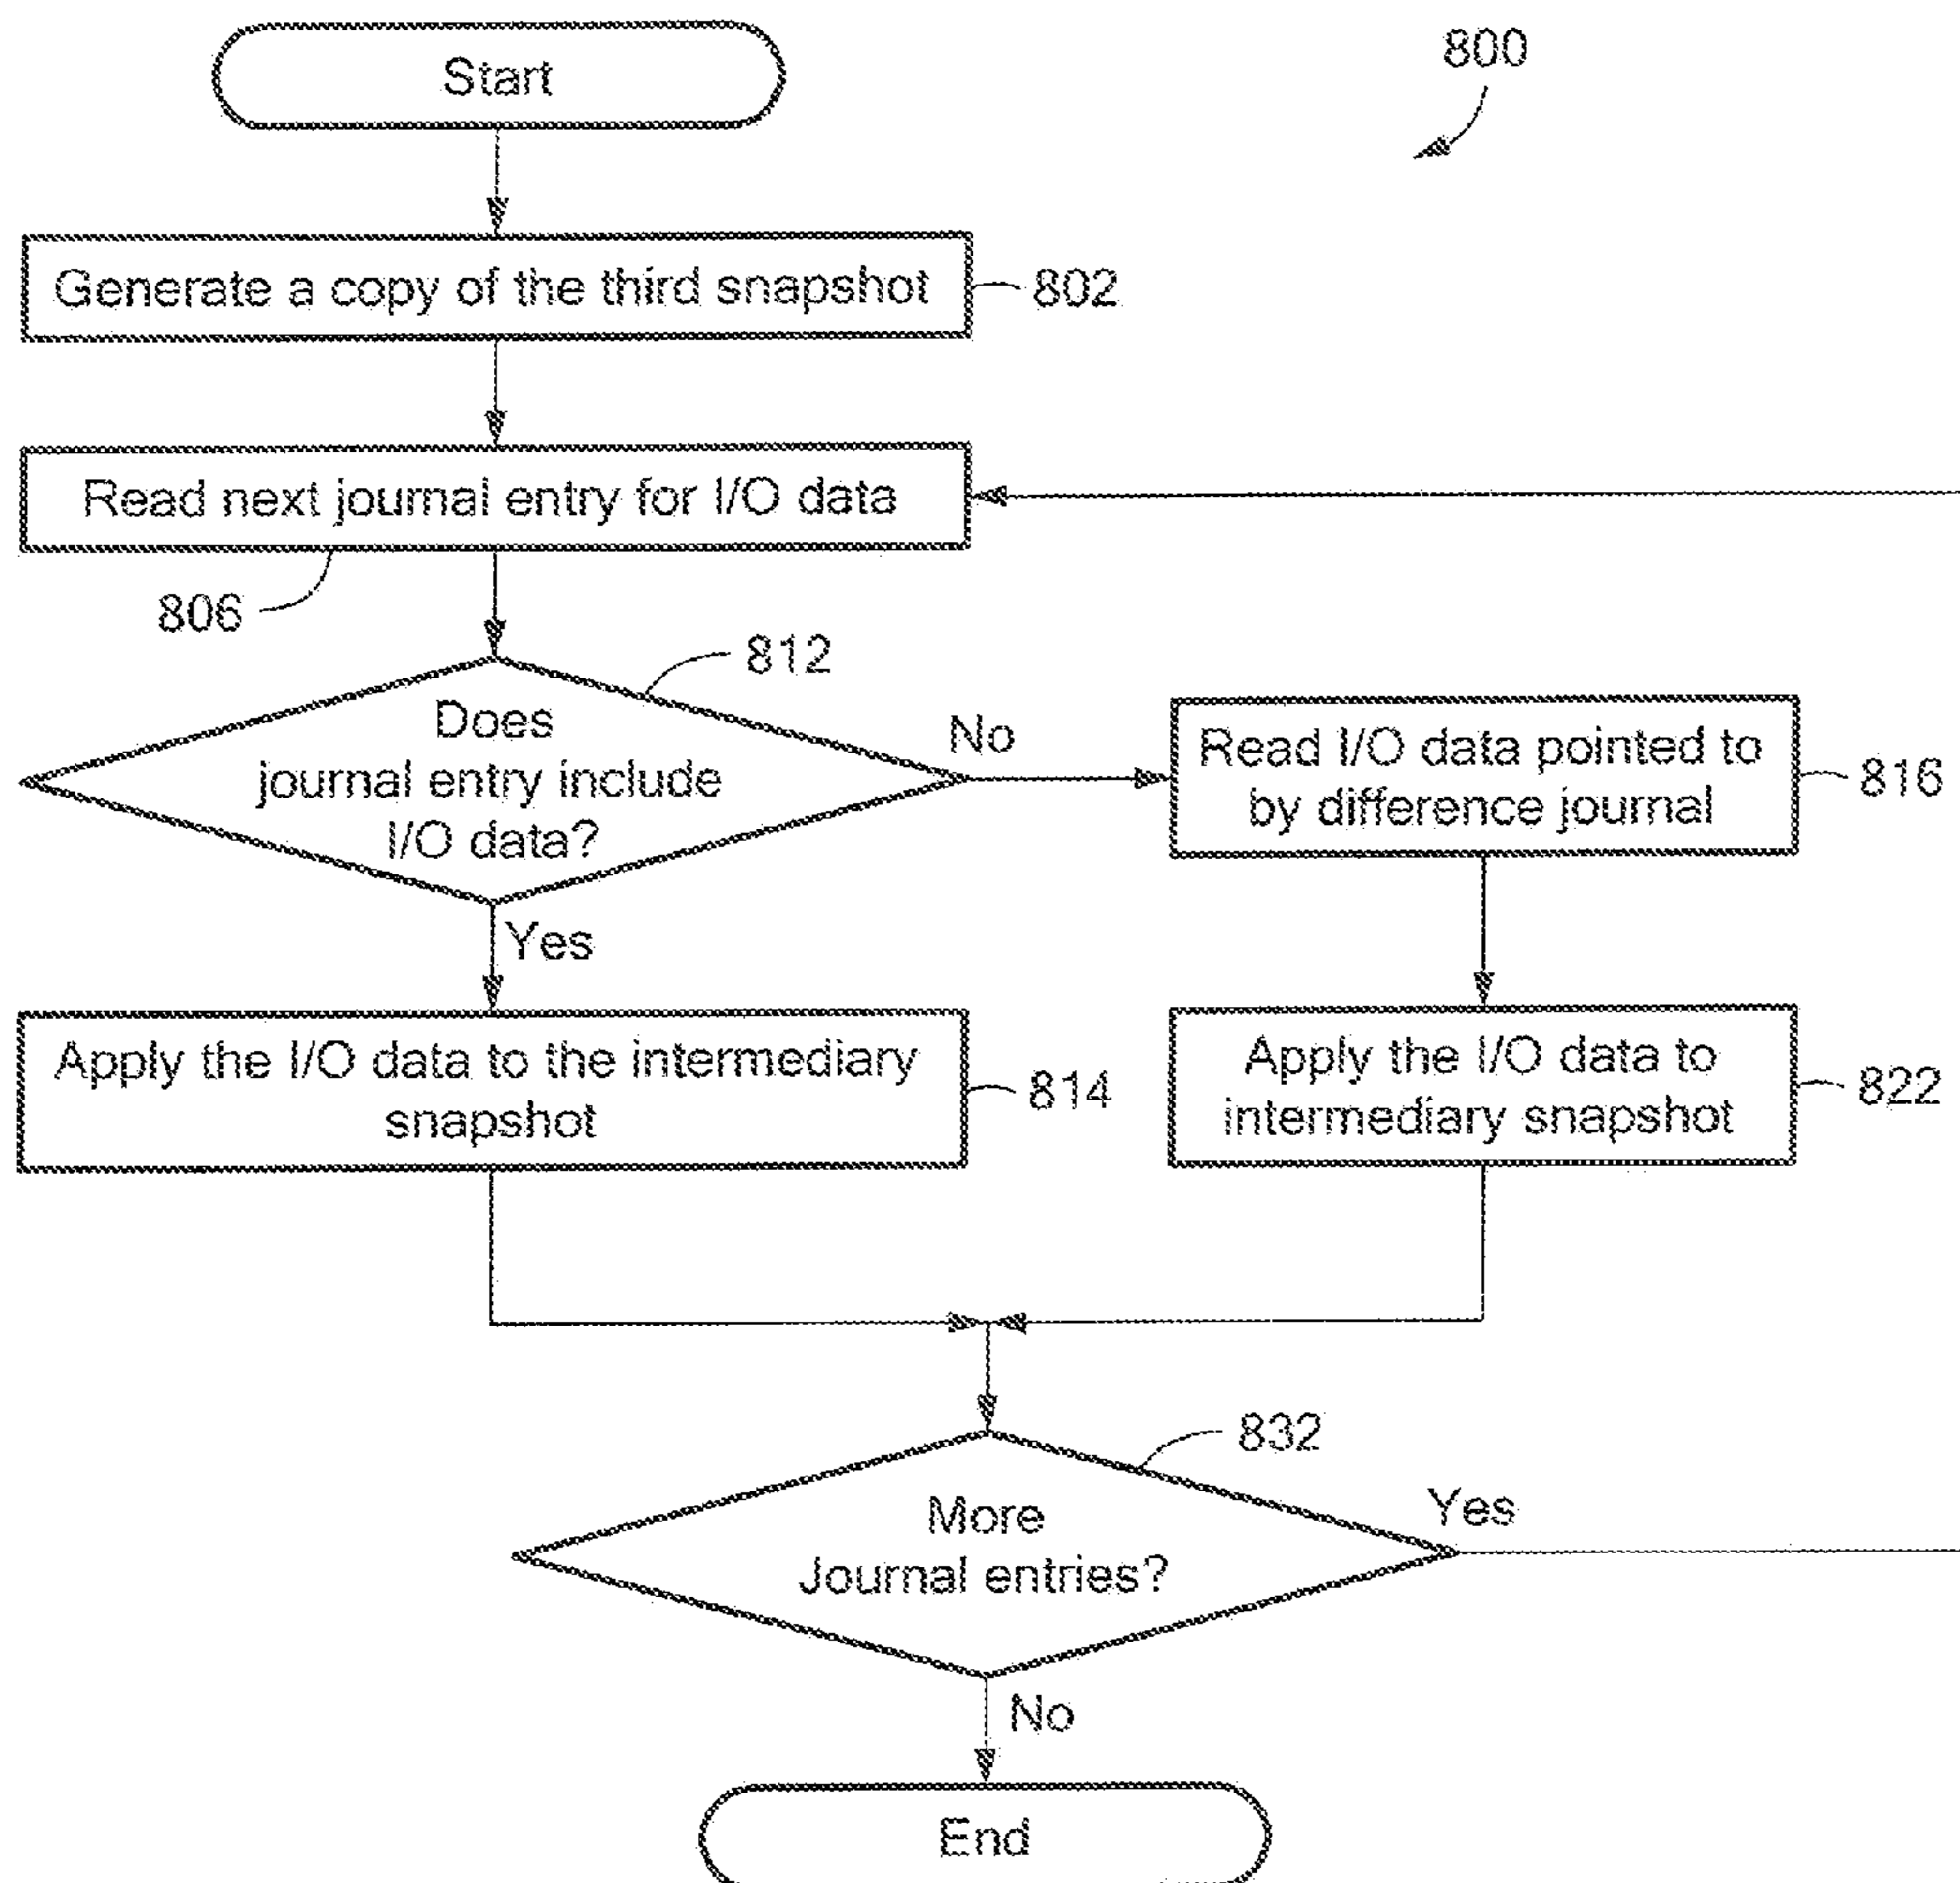 Start
800
Generate a copy of the third snapshot
802
Read next journal entry for I/O data
806
812
Does
journal entry include
I/O data?
No
Read I/O data pointed to
by difference journal
816
Yes
Apply the I/O data to the intermediary
snapshot
814
Apply the I/O data to
intermediary snapshot
822
832
More
Journal entries?
Yes
No
End